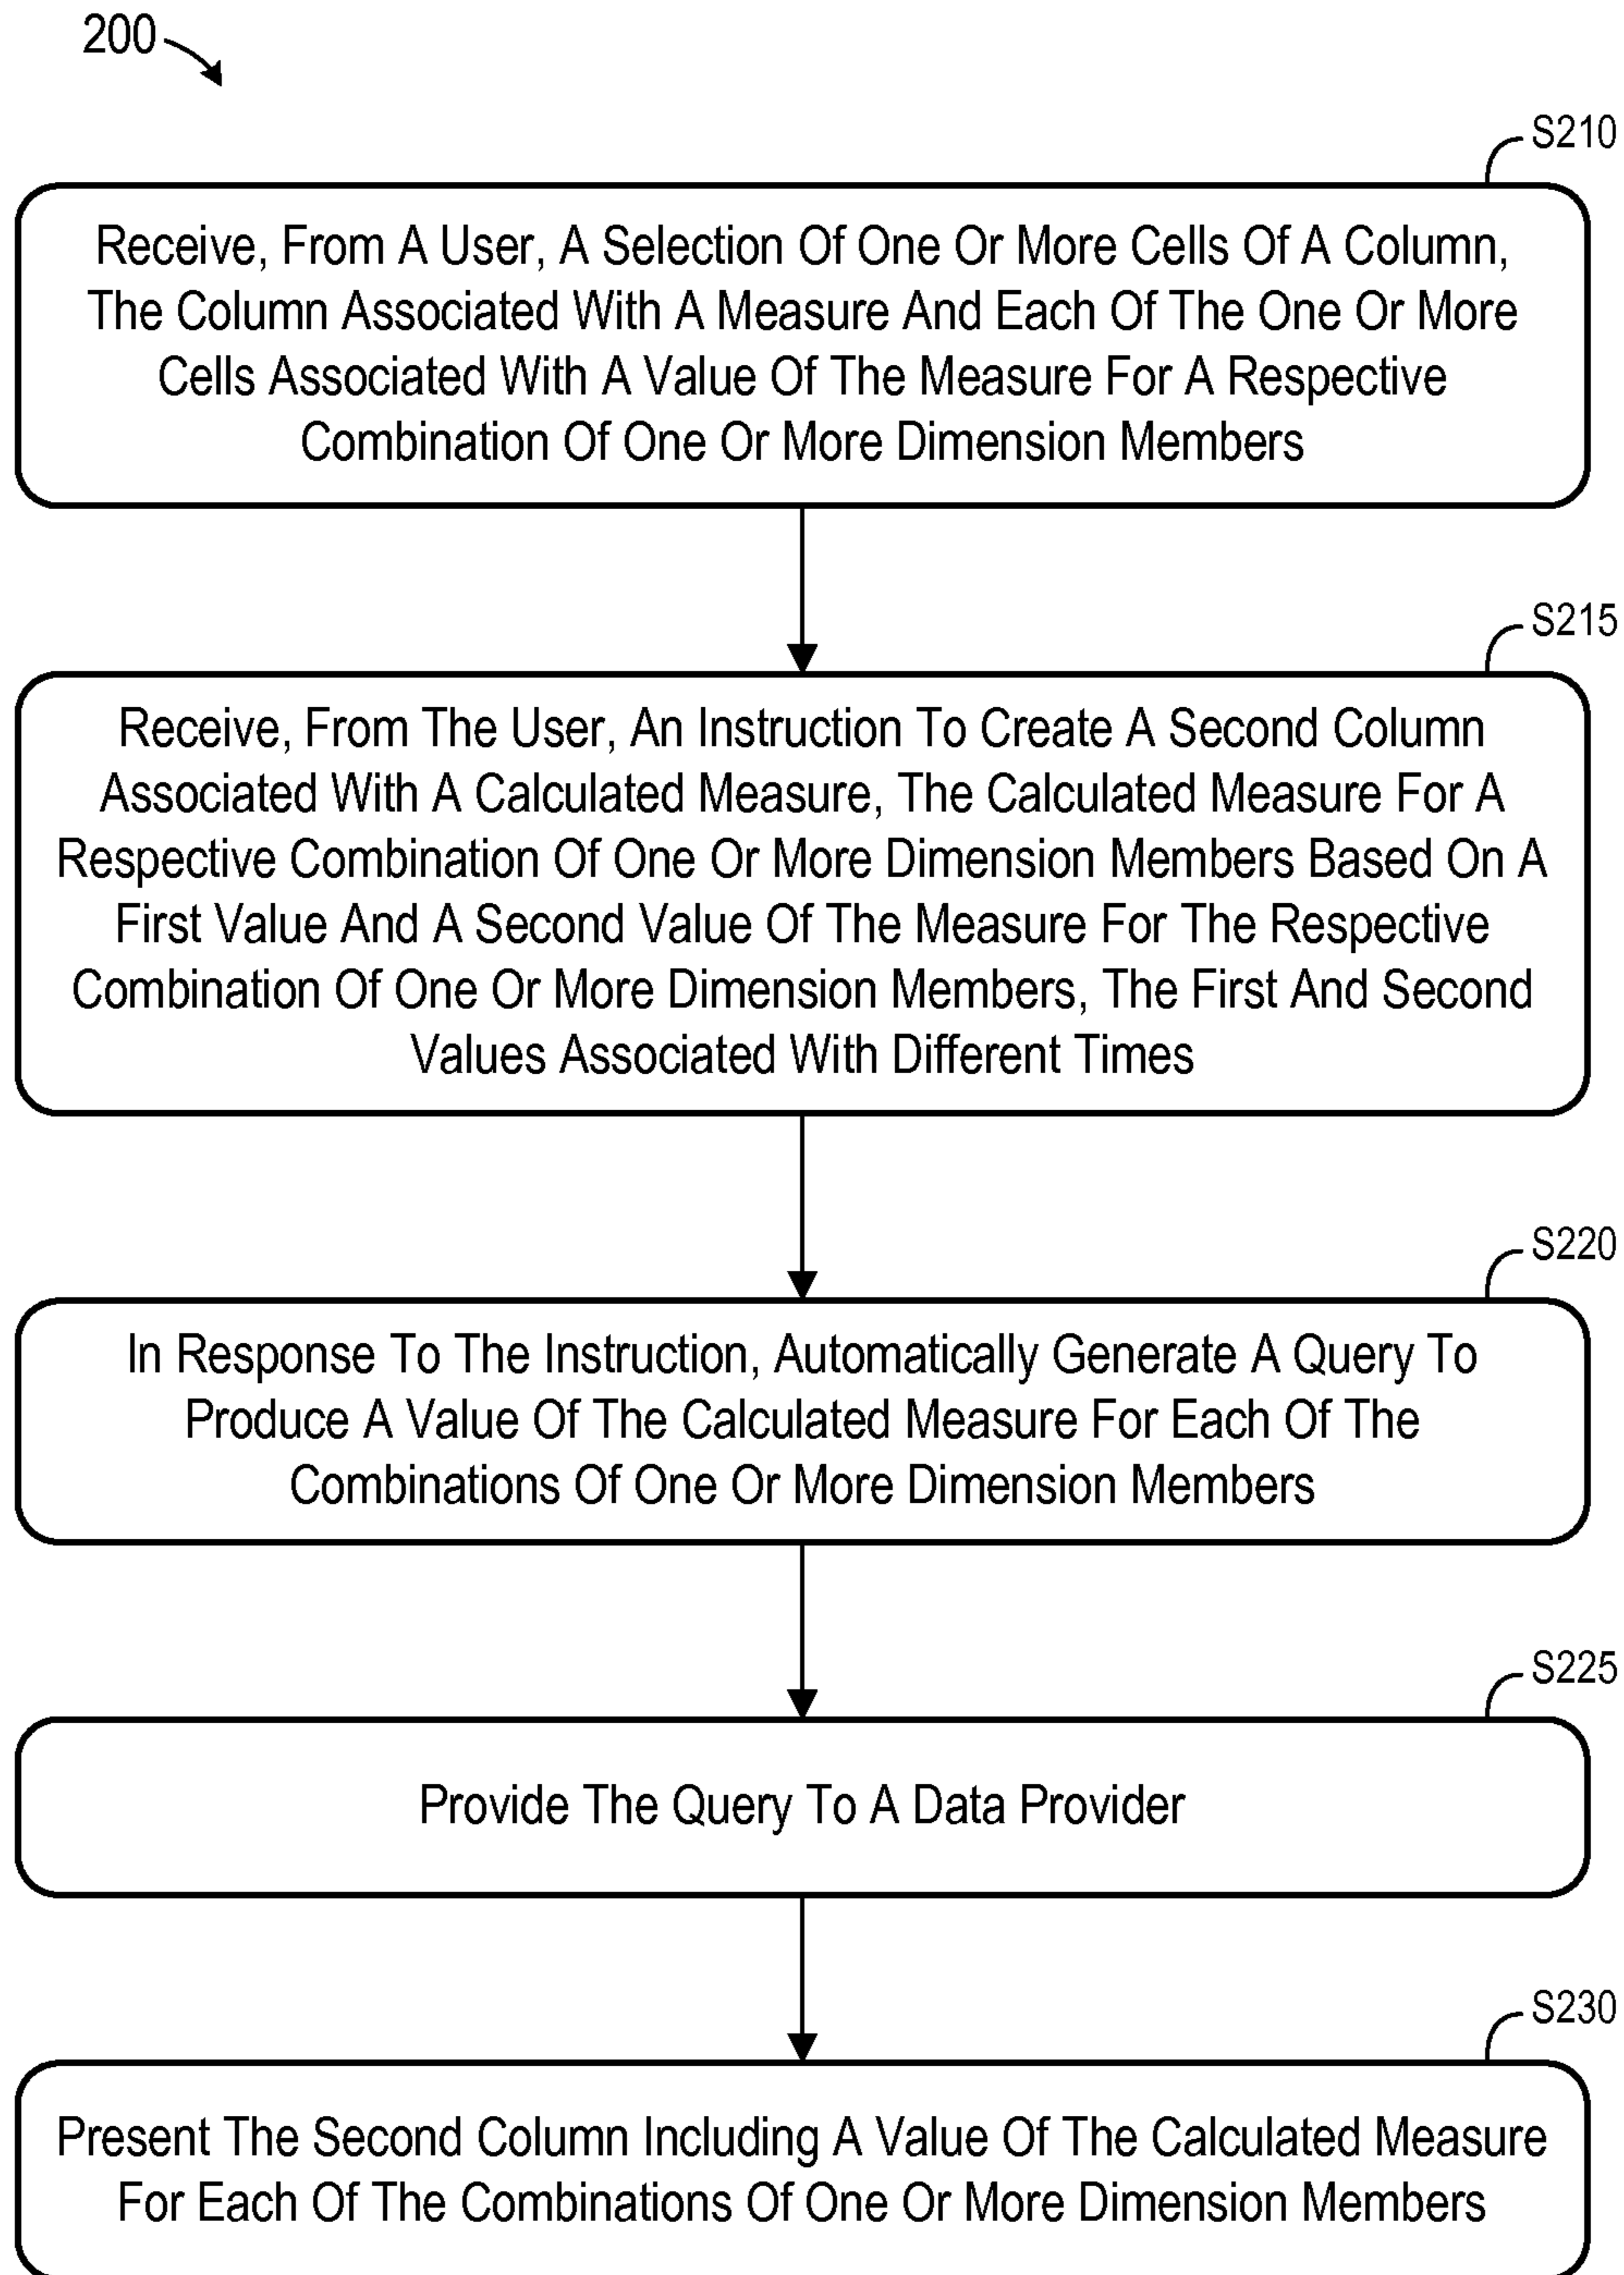 200
S210
Receive, From A User, A Selection Of One Or More Cells Of A Column,
The Column Associated With A Measure And Each Of The One Or More
Cells Associated With A Value Of The Measure For A Respective
Combination Of One Or More Dimension Members
S215
Receive, From The User, An Instruction To Create A Second Column
Associated With A Calculated Measure, The Calculated Measure For A
Respective Combination Of One Or More Dimension Members Based On A
First Value And A Second Value Of The Measure For The Respective
Combination Of One Or More Dimension Members, The First And Second
Values Associated With Different Times
S220
In Response To The Instruction, Automatically Generate A Query To
Produce A Value Of The Calculated Measure For Each Of The
Combinations Of One Or More Dimension Members
S225
Provide The Query To A Data Provider
S230
Present The Second Column Including A Value Of The Calculated Measure
For Each Of The Combinations Of One Or More Dimension Members